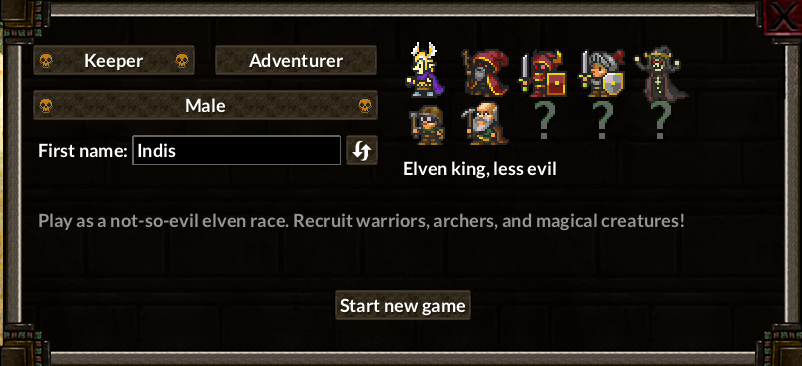 Keeper
Adventurer
Male
First name: Indis
? ? ?
Elven king, less evil
Play as a not-so-evil elven race. Recruit warriors, archers, and magical creatures!
Start new game